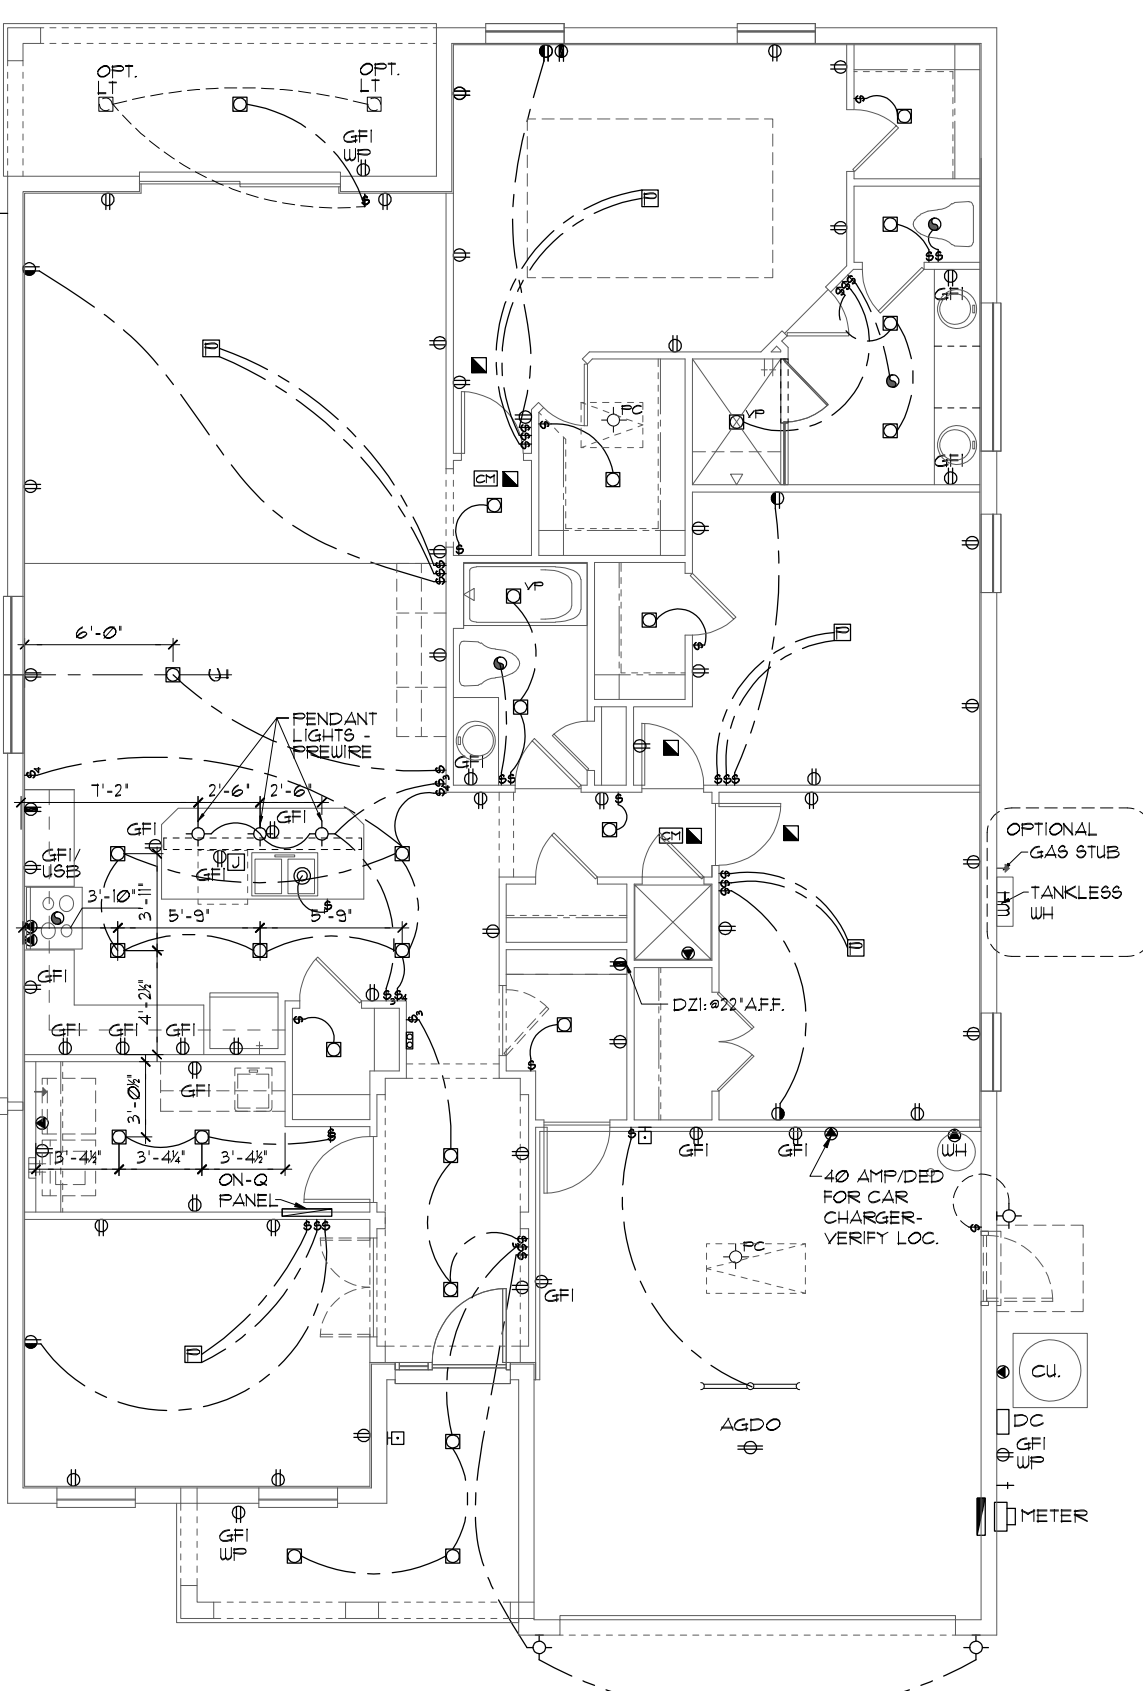 OPT.
LT
OPT.
LT
GFI
WP
GFI
PC
VP
GFI
CM
VP
6'-0"
PENDANT
LIGHTS -
PREWIRE
GFI
7'-2"
2'-6"
2'-6"
GFI
GFI
CM
OPTIONAL
GAS STUB
TANKLESS
WH
GFI/
USB
GFI
J
3'-10"
3'-11"
5'-9"
5'-9"
GFI
4'-2½"
DZ1:@22"A.F.F.
GFI
GFI
GFI
GFI
3'-0½"
3'-4½"
3'-4¼"
3'-4½"
ON-Q
PANEL
GFI
GFI
WH
40 AMP/DED
FOR CAR
CHARGER-
VERIFY LOC.
PC
GFI
CU.
AGDO
DC
GFI
WP
METER
GFI
WP